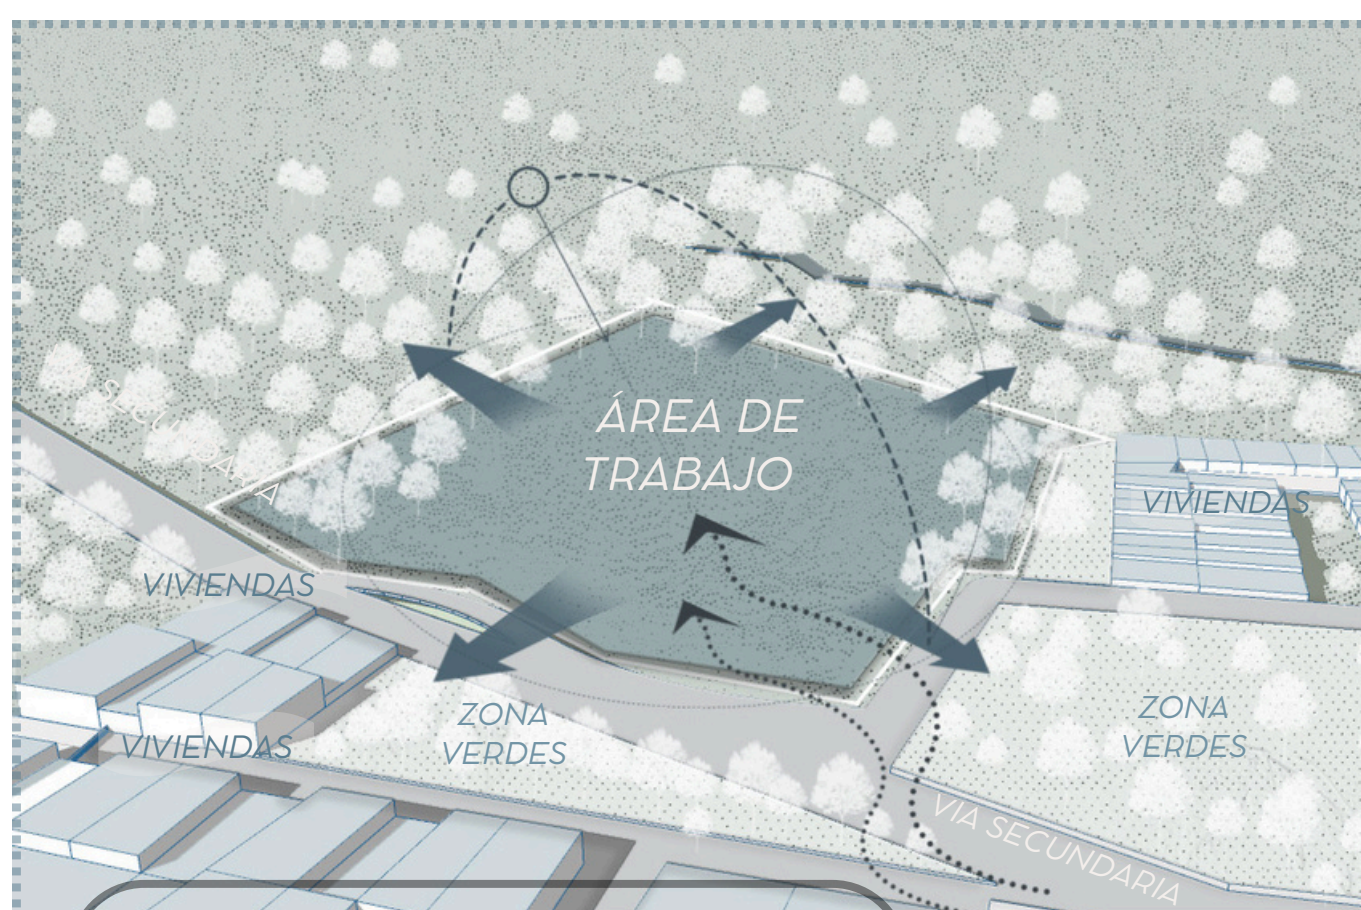 ÁREA DE
TRABAJO
VIVIENDAS
VIVIENDAS
VIVIENDAS
ZONA
VERDES
ZONA
VERDES
VIA SECUNDARIA